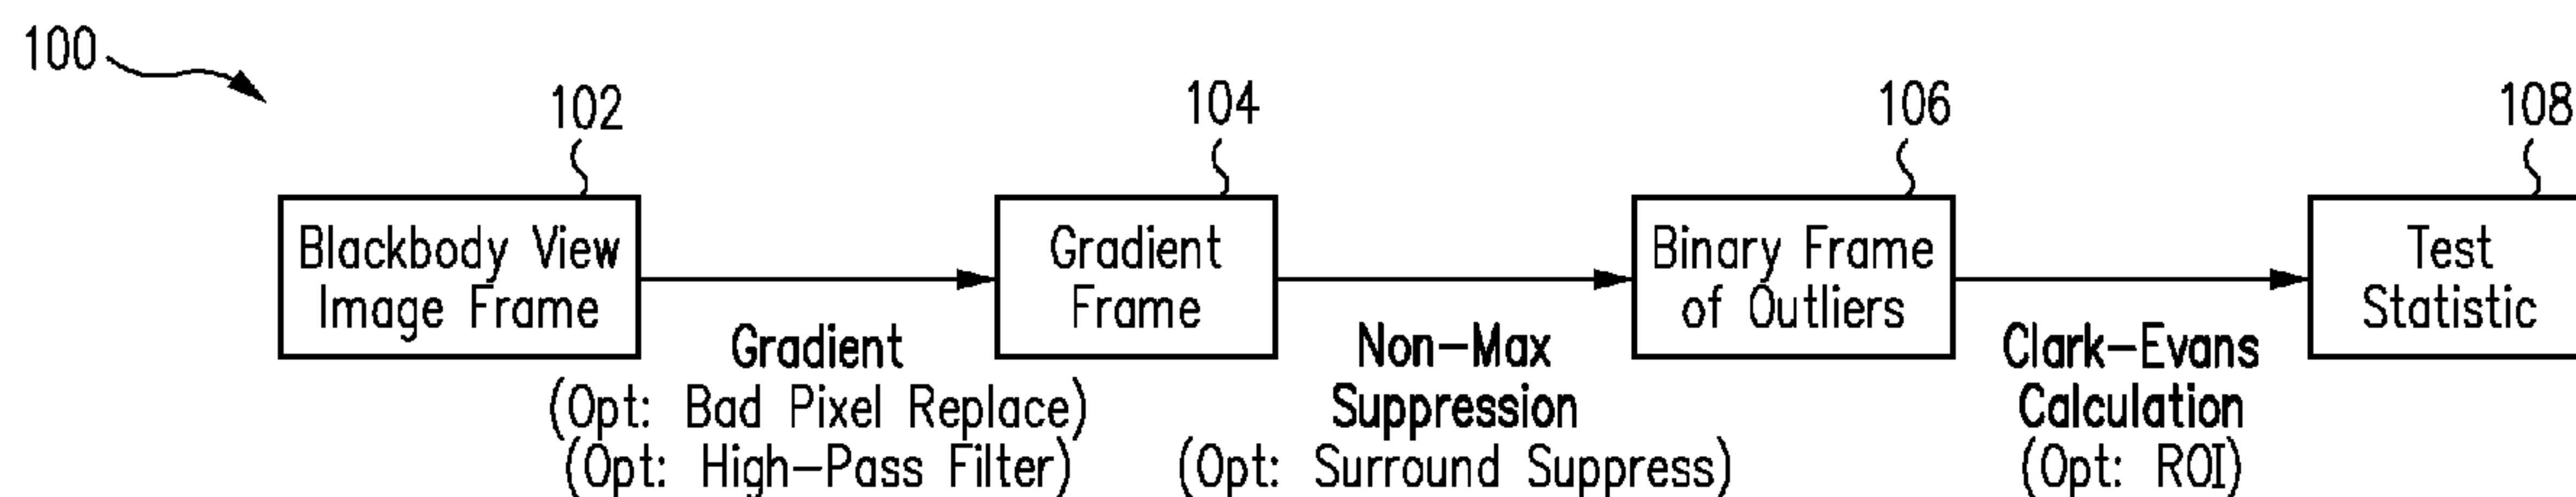 100
102
104
106
108
Blackbody View
Image Frame
Gradient
Frame
Binary Frame
of Outliers
Test
Statistic
Gradient
(Opt: Bad Pixel Replace)
(Opt: High-Pass Filter)
Non-Max
Suppression
(Opt: Surround Suppress)
Clark-Evans
Calculation
(Opt: ROI)